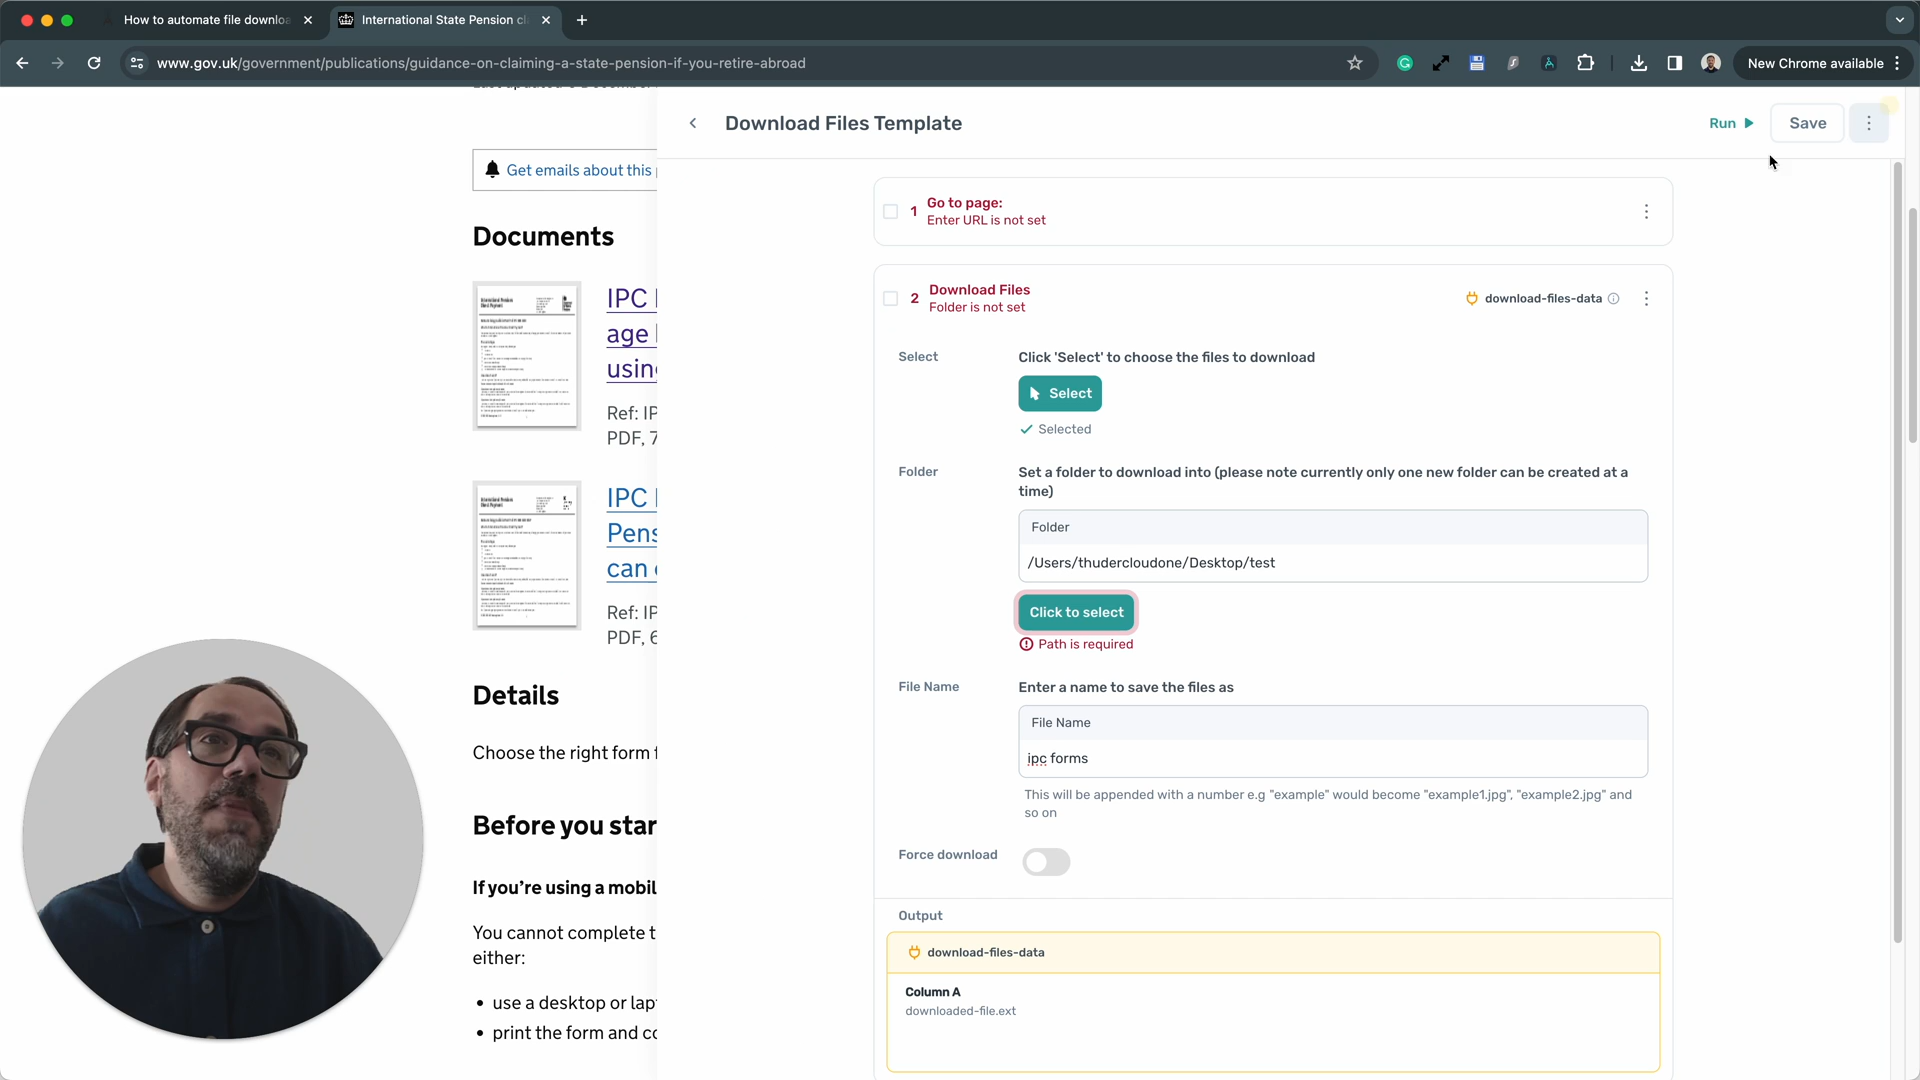 How to automate file downlo
International State Pension cl
www.gov.uk/government/publications/guidance-on-claiming-a-state-pension-if-you-retire-abroad
New Chrome available
Get emails about this
Documents
IPC
age
using
Ref: IP
PDF, 7
IPC
Pens
can
Ref: IP
PDF, 6
Details
Choose the right form
Before you star
If you're using a mobil
You cannot complete t
either:
• use a desktop or lap
• print the form and co
Download Files Template
Run
Save
1
Go to page:
Enter URL is not set
2
Download Files
Folder is not set
download-files-data
Select
Click 'Select' to choose the files to download
Select
Selected
Folder
Set a folder to download into (please note currently only one new folder can be created at a
time)
Folder
/Users/thudercloudone/Desktop/test
Click to select
Path is required
File Name
Enter a name to save the files as
File Name
ipc forms
This will be appended with a number e.g "example" would become "example1.jpg", "example2.jpg" and
so on
Force download
Output
download-files-data
Column A
downloaded-file.ext